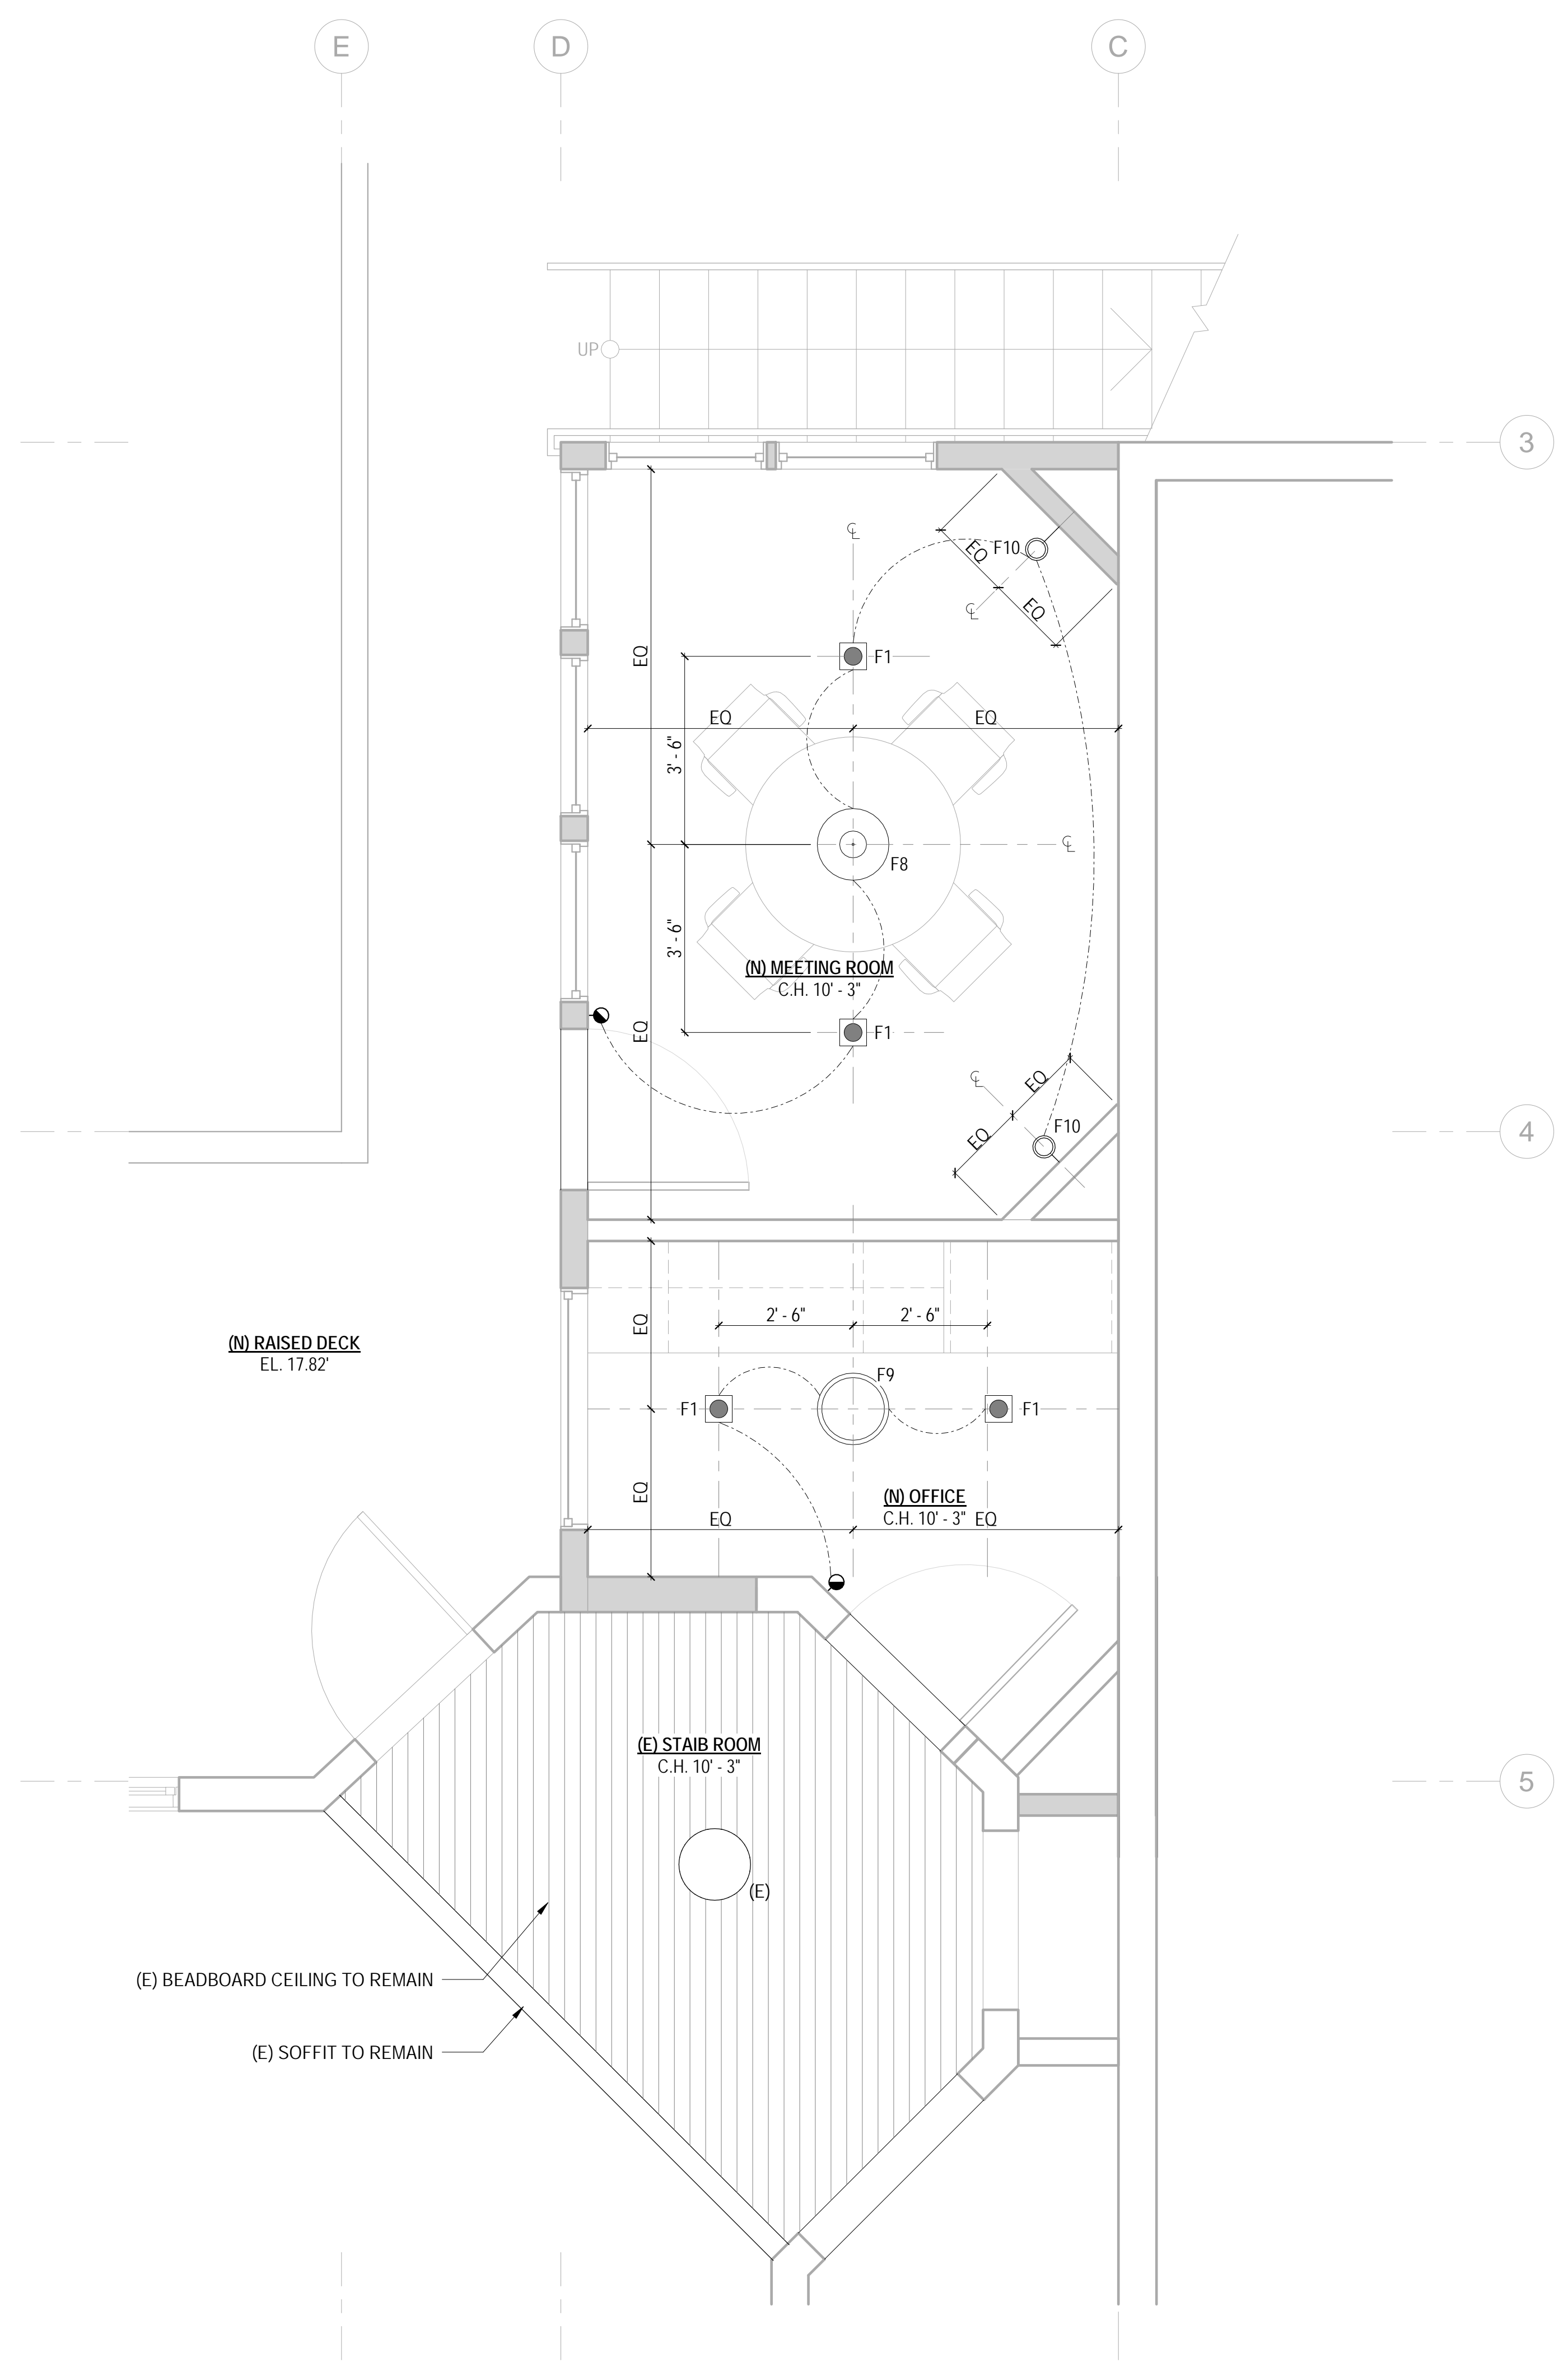 E
D
C
UP
3
℄
F10
EQ
EQ
℄
F1
EQ
EQ
EQ
3' - 6"
℄
F8
3' - 6"
(N) MEETING ROOM
C.H. 10' - 3"
EQ
F1
℄
EQ
F10
EQ
4
2' - 6"
2' - 6"
EQ
(N) RAISED DECK
EL. 17.82'
F9
F1
F1
EQ
(N) OFFICE
C.H. 10' - 3"
EQ
EQ
(E) STAIB ROOM
C.H. 10' - 3"
5
(E)
(E) BEADBOARD CEILING TO REMAIN
(E) SOFFIT TO REMAIN